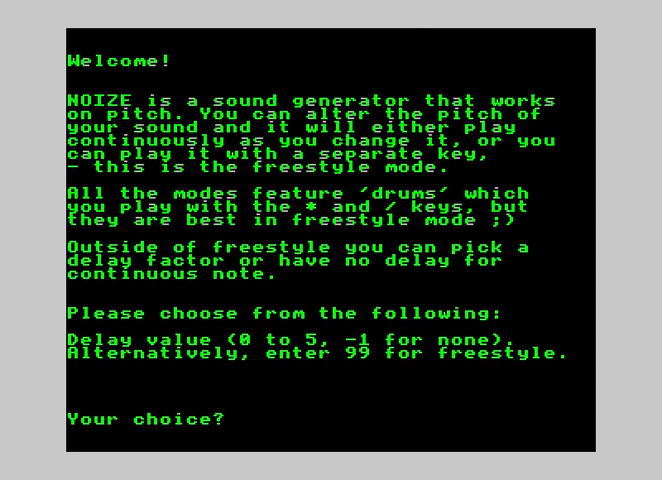 Welcome!
NOIZE is a sound generator that works
on pitch. You can alter the pitch of
your sound and it will either play
continuously as you change it, or you
can play it with a separate key,
- this is the freestyle mode.
All the modes feature 'drums' which
you play with the * and / keys, but
they are best in freestyle mode ;)
Outside of freestyle you can pick a
delay factor or have no delay for
continuous note.
Please choose from the following:
Delay value (0 to 5, -1 for none).
Alternatively, enter 99 for freestyle.
Your choice?